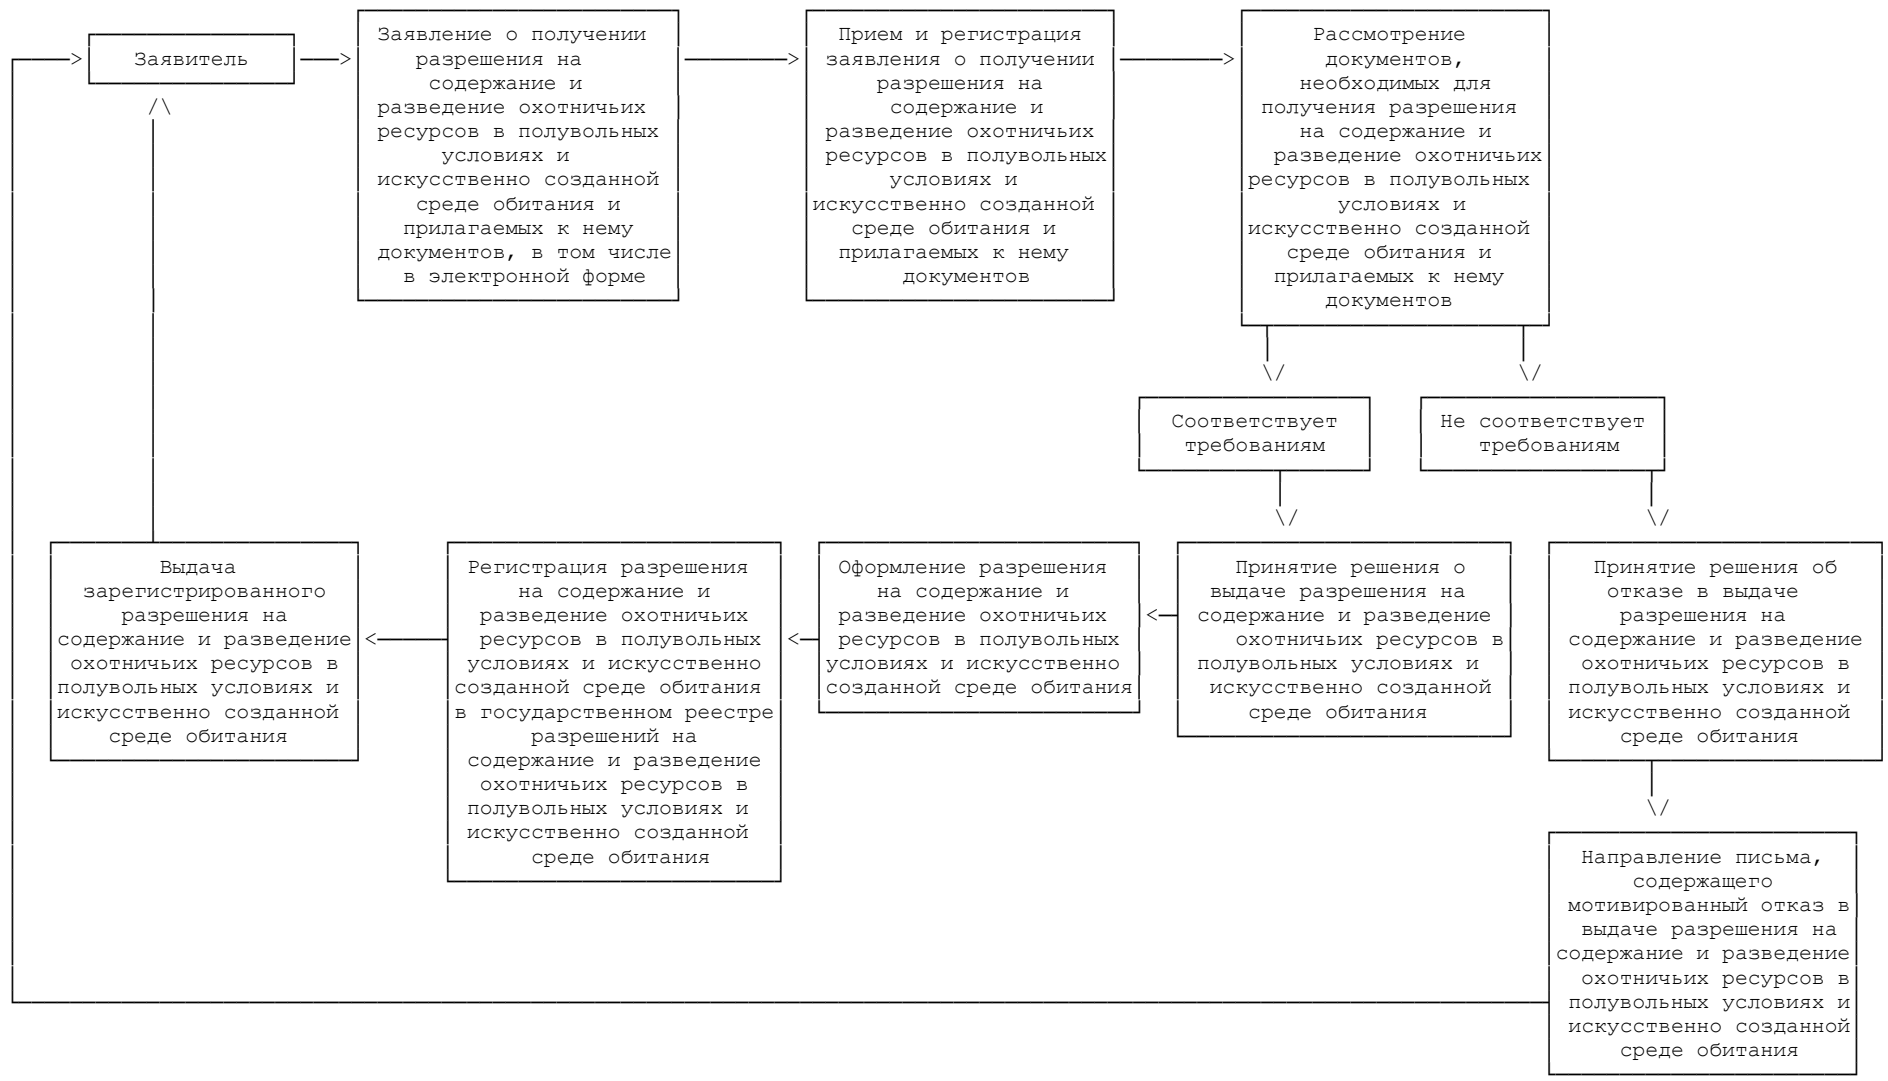 Заявитель
Заявление о получении
разрешения на
содержание и
разведение охотничьих
ресурсов в полувольных
условиях и
искусственно созданной
среде обитания и
прилагаемых к нему
документов, в том числе
в электронной форме
Прием и регистрация
заявления о получении
разрешения на
содержание и
разведение охотничьих
ресурсов в полувольных
условиях и
искусственно созданной
среде обитания и
прилагаемых к нему
документов
Рассмотрение
документов,
необходимых для
получения разрешения
на содержание и
разведение охотничьих
ресурсов в полувольных
условиях и
искусственно созданной
среде обитания и
прилагаемых к нему
документов
Соответствует
требованиям
Не соответствует
требованиям
Выдача
зарегистрированного
разрешения на
содержание и разведение
охотничьих ресурсов в
полувольных условиях и
искусственно созданной
среде обитания
Регистрация разрешения
на содержание и
разведение охотничьих
ресурсов в полувольных
условиях и искусственно
созданной среде обитания
в государственном реестре
разрешений на
содержание и разведение
охотничьих ресурсов в
полувольных условиях и
искусственно созданной
среде обитания
Оформление разрешения
на содержание и
разведение охотничьих
ресурсов в полувольных
условиях и искусственно
созданной среде обитания
Принятие решения о
выдаче разрешения на
содержание и разведение
охотничьих ресурсов в
полувольных условиях и
искусственно созданной
среде обитания
Принятие решения об
отказе в выдаче
разрешения на
содержание и разведение
охотничьих ресурсов в
полувольных условиях и
искусственно созданной
среде обитания
Направление письма,
содержащего
мотивированный отказ в
выдаче разрешения на
содержание и разведение
охотничьих ресурсов в
полувольных условиях и
искусственно созданной
среде обитания